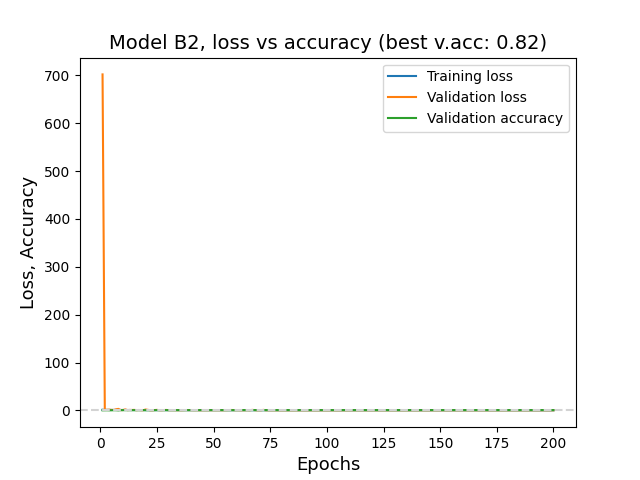 Model B2, loss vs accuracy (best v.acc: 0.82)
Training loss
Validation loss
Validation accuracy
Loss, Accuracy
700
600
500
400
300
200
100
0
0 25 50 75 100 125 150 175 200
Epochs